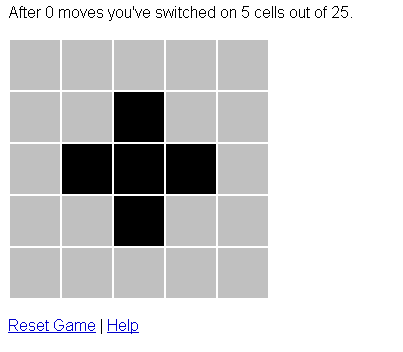 After 0 moves you've switched on 5 cells out of 25.
Reset Game | Help